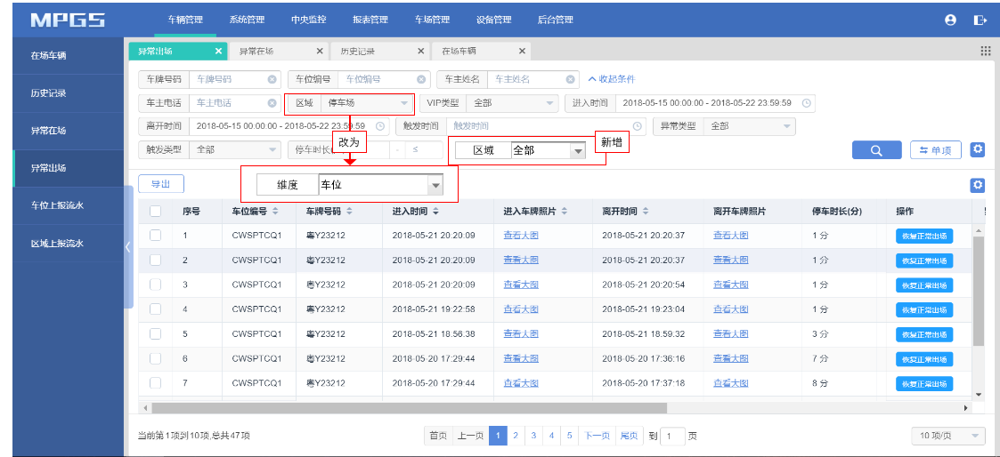 MPGS 车辆管理 系统管理 中央监控 报表管理 车场管理 设备管理 后台管理
在场车辆
历史记录
异常在场
异常出场
车位上报流水
区域上报流水
异常出场 × 异常在场 × 历史记录 × 在场车辆 ×
车牌号码 车牌号码 车位编号 车位编号 车主姓名 车主姓名 收起条件
车主电话 车主电话 区域 停车场 VIP类型 全部 进入时间 2018-05-15 00:00:00 - 2018-05-22 23:59:59
离开时间 2018-05-15 00:00:00 - 2018-05-22 23:59:59 触发时间 触发时间 异常类型 全部
改为
触发类型 全部 停车时长 - ≤ 区域 全部 新增 单项
导出 维度 车位
序号 车位编号 车牌号码 进入时间 进入车牌照片 离开时间 离开车牌照片 停车时长(分) 操作
1 CWSPTCQ1 粤Y23212 2018-05-21 20:20:09 查看大图 2018-05-21 20:20:37 查看大图 1 分 恢复正常出场
2 CWSPTCQ1 粤Y23212 2018-05-21 20:20:09 查看大图 2018-05-21 20:20:37 查看大图 1 分 恢复正常出场
3 CWSPTCQ1 粤Y23212 2018-05-21 20:20:09 查看大图 2018-05-21 20:20:54 查看大图 1 分 恢复正常出场
4 CWSPTCQ1 粤Y23212 2018-05-21 19:22:58 查看大图 2018-05-21 19:23:04 查看大图 1 分 恢复正常出场
5 CWSPTCQ1 粤Y23212 2018-05-21 18:56:38 查看大图 2018-05-21 18:59:32 查看大图 3 分 恢复正常出场
6 CWSPTCQ1 粤Y23212 2018-05-20 17:29:44 查看大图 2018-05-20 17:36:16 查看大图 7 分 恢复正常出场
7 CWSPTCQ1 粤Y23212 2018-05-20 17:29:44 查看大图 2018-05-20 17:37:18 查看大图 8 分 恢复正常出场
当前第1项到10项,总共47项 首页 上一页 1 2 3 4 5 下一页 尾页 到 1 页 10 项/页